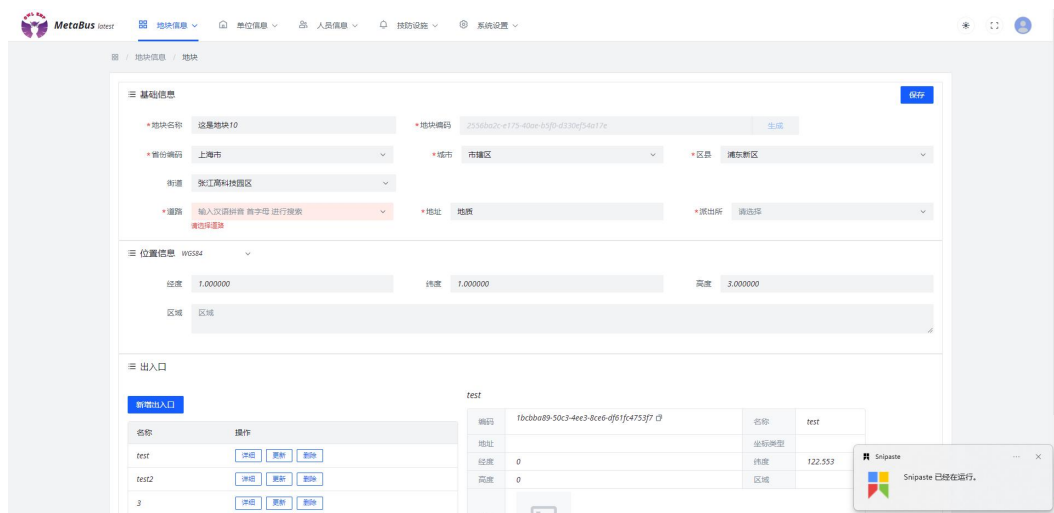 MetaBus latest 地块信息 单位信息 人员信息 技防设施 系统设置
/ 地块信息 / 地块
基础信息 保存
*地块名称 这是地块10 *地块编码 2556ba2c-e175-40ae-b5f0-d330ef54a17e 生成
*省份编码 上海市 *城市 市辖区 *区县 浦东新区
街道 张江高科技园区
*道路 输入汉语拼音 首字母 进行搜索 *地址 地质 *派出所 请选择
请选择道路
位置信息 WGS84
经度 1.000000 纬度 1.000000 高度 3.000000
区域 区域
出入口
新增出入口
名称 操作
test 详细 更新 删除
test2 详细 更新 删除
3 详细 更新 删除
test
编码 1bcbba89-50c3-4ee3-8ce6-df61fc4753f7 名称 test
地址 坐标类型
经度 0 纬度 122.553
高度 0 区域
Snipaste
Snipaste 已经在运行。